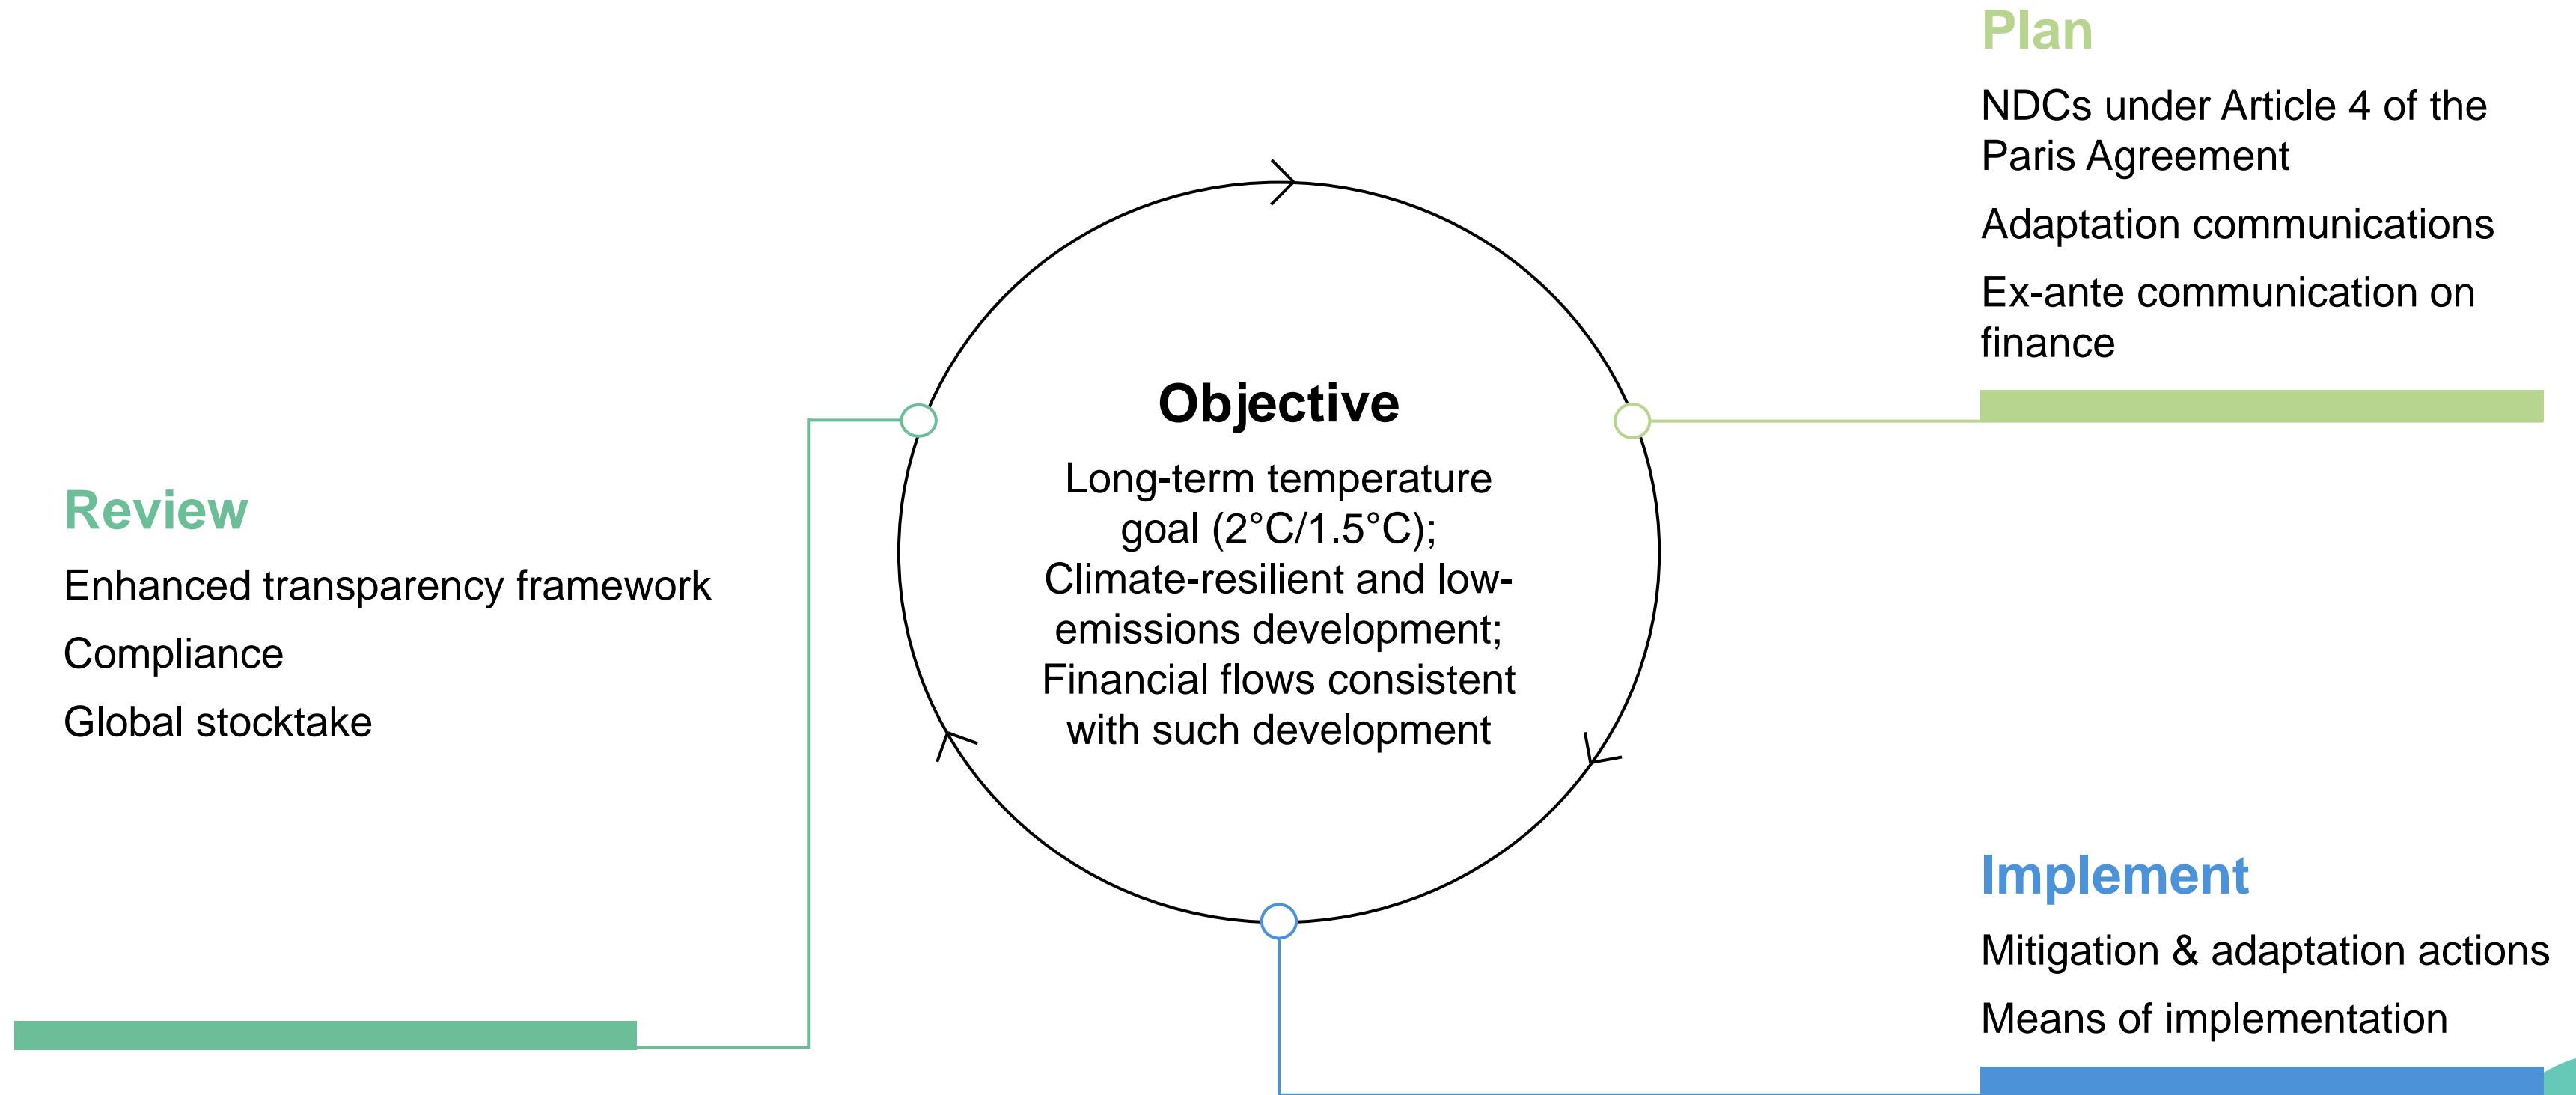 Plan
NDCs under Article 4 of the
Paris Agreement
Adaptation communications
Ex-ante communication on
finance
Objective
Long-term temperature
goal (2°C/1.5°C);
Climate-resilient and low-
emissions development;
Financial flows consistent
with such development
Review
Enhanced transparency framework
Compliance
Global stocktake
Implement
Mitigation & adaptation actions
Means of implementation